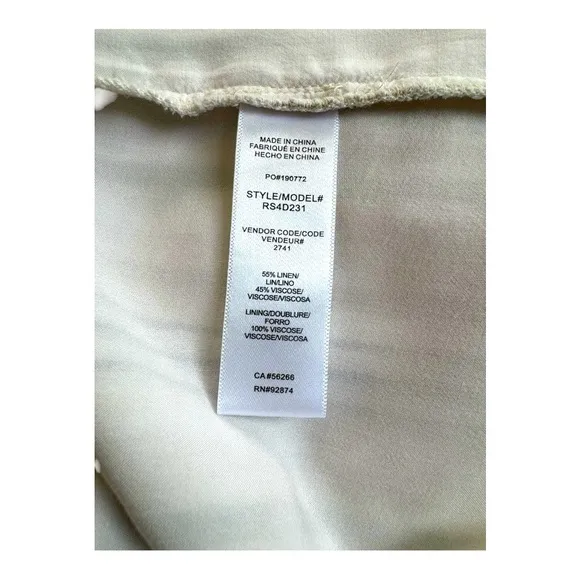 MADE IN CHINA
FABRIQUÉ EN CHINE
HECHO EN CHINA
PO#190772
STYLE/MODEL#
RS4D231
VENDOR CODE/CODE
VENDEUR#
2741
55% LINEN/
LIN/LINO
45% VISCOSE/
VISCOSE/VISCOSA
LINING/DOUBLURE/
FORRO
100% VISCOSE/
VISCOSE/VISCOSA
CA#56266
RN#92874